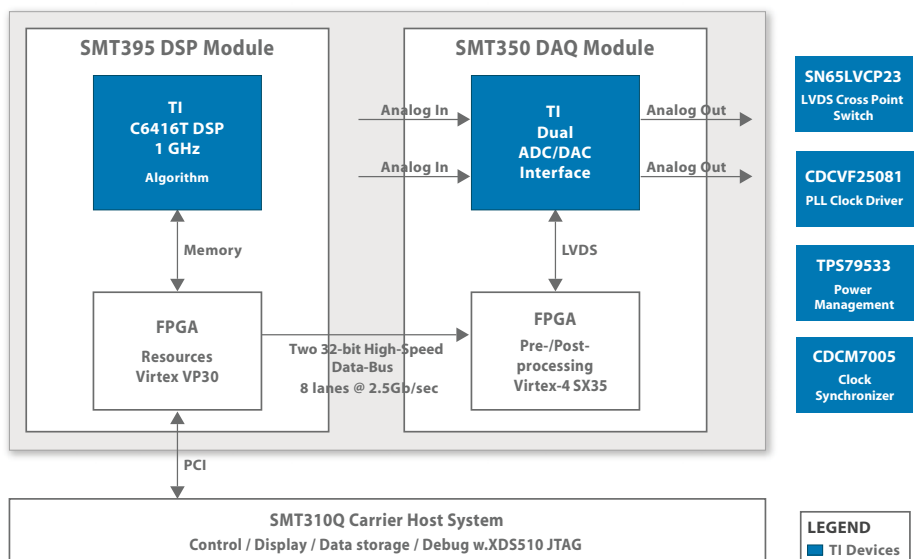 SMT395 DSP Module
TI
C6416T DSP
1 GHz
Algorithm
Memory
FPGA
Resources
Virtex VP30
Two 32-bit High-Speed
Data-Bus
8 lanes @ 2.5Gb/sec
SMT350 DAQ Module
Analog In
Analog In
TI
Dual
ADC/DAC
Interface
Analog Out
Analog Out
LVDS
FPGA
Pre-/Post-
processing
Virtex-4 SX35
PCI
SMT310Q Carrier Host System
Control / Display / Data storage / Debug w.XDS510 JTAG
SN65LVCP23
LVDS Cross Point
Switch
CDCVF25081
PLL Clock Driver
TPS79533
Power
Management
CDCM7005
Clock
Synchronizer
LEGEND
TI Devices